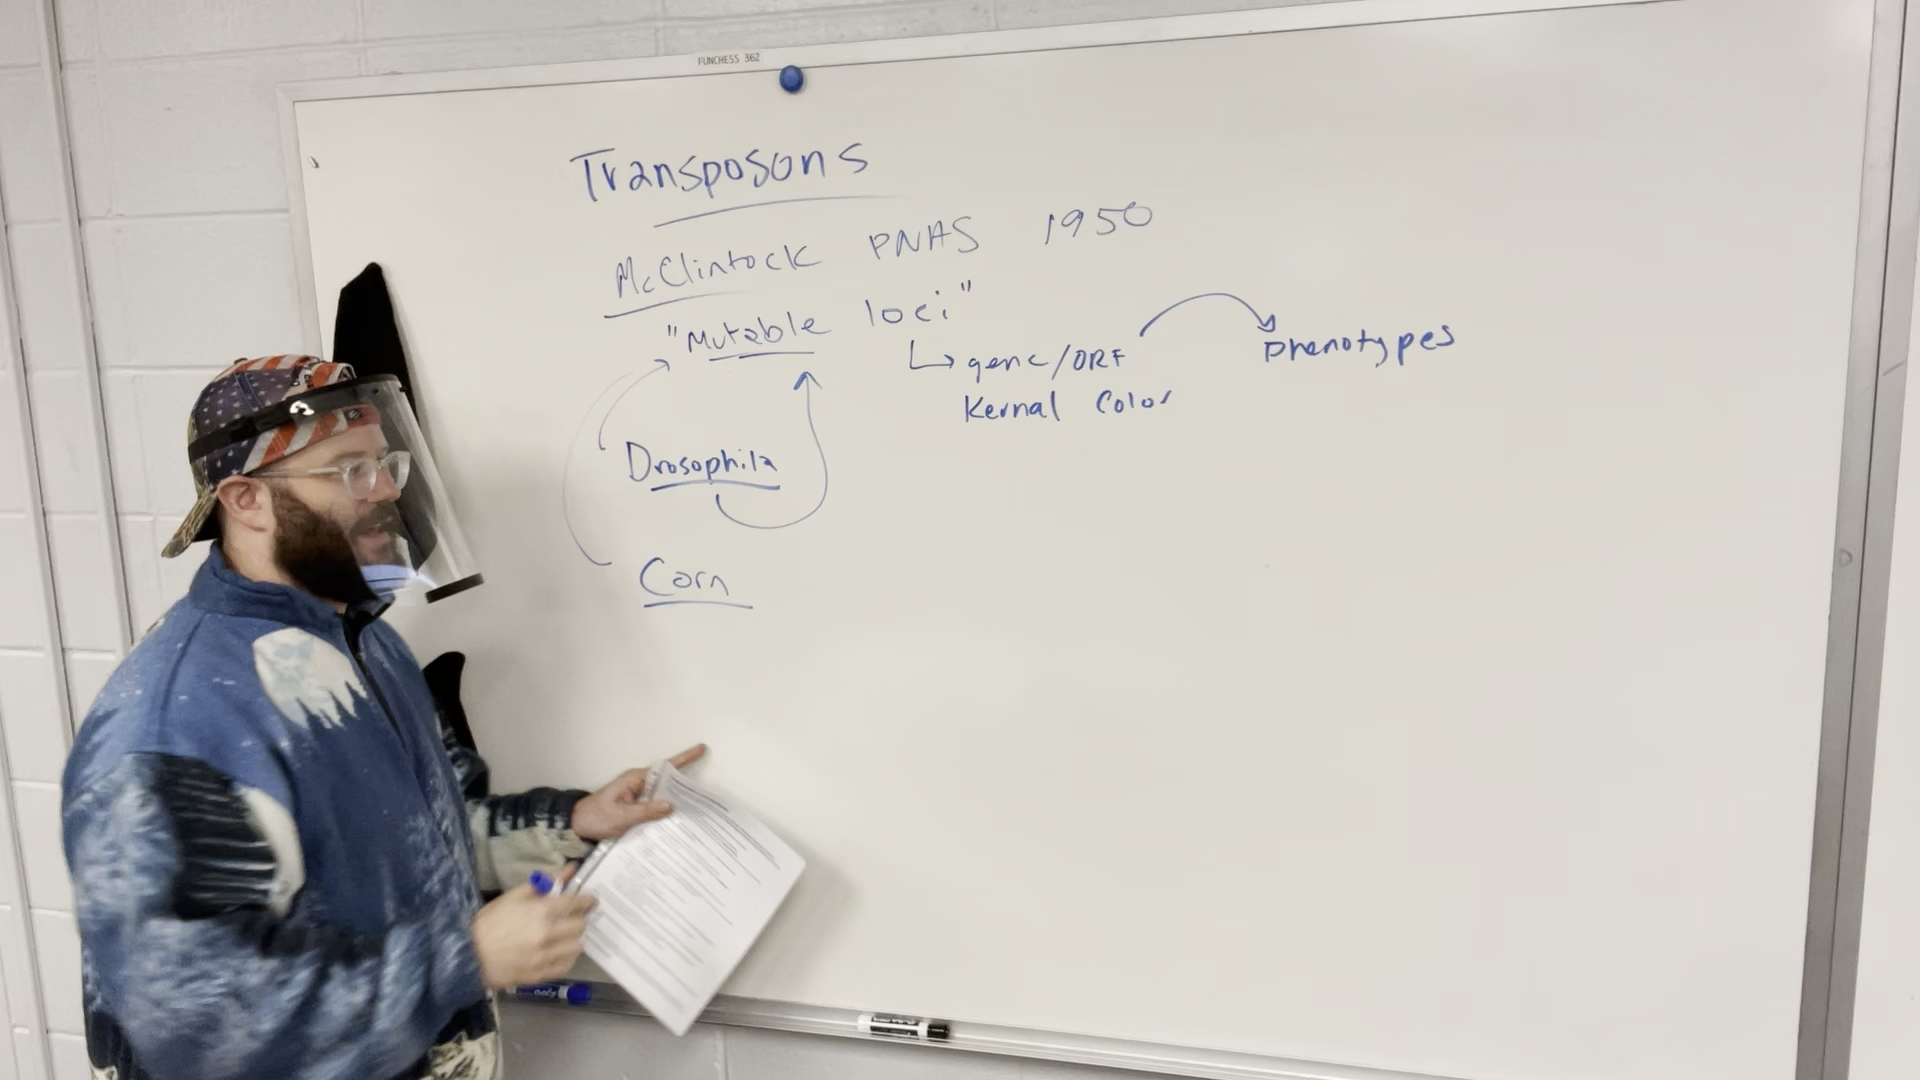 FUNCHESS 362
Transposons
McClintock PNAS 1950
"Mutable loci"
gene/ORF
Phenotypes
Kernal Color
Drosophila
Corn